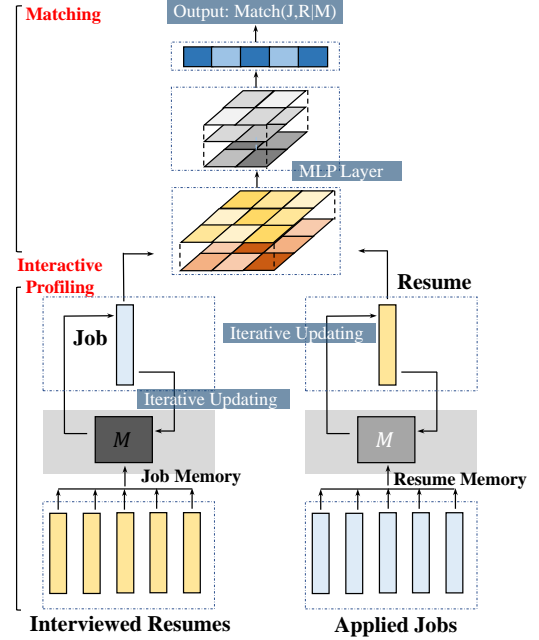 Matching
Output: Match(J,R|M)
MLP Layer
Interactive
Profiling
Resume
Job
Iterative Updating
Iterative Updating
M
M
Job Memory
Resume Memory
Interviewed Resumes
Applied Jobs